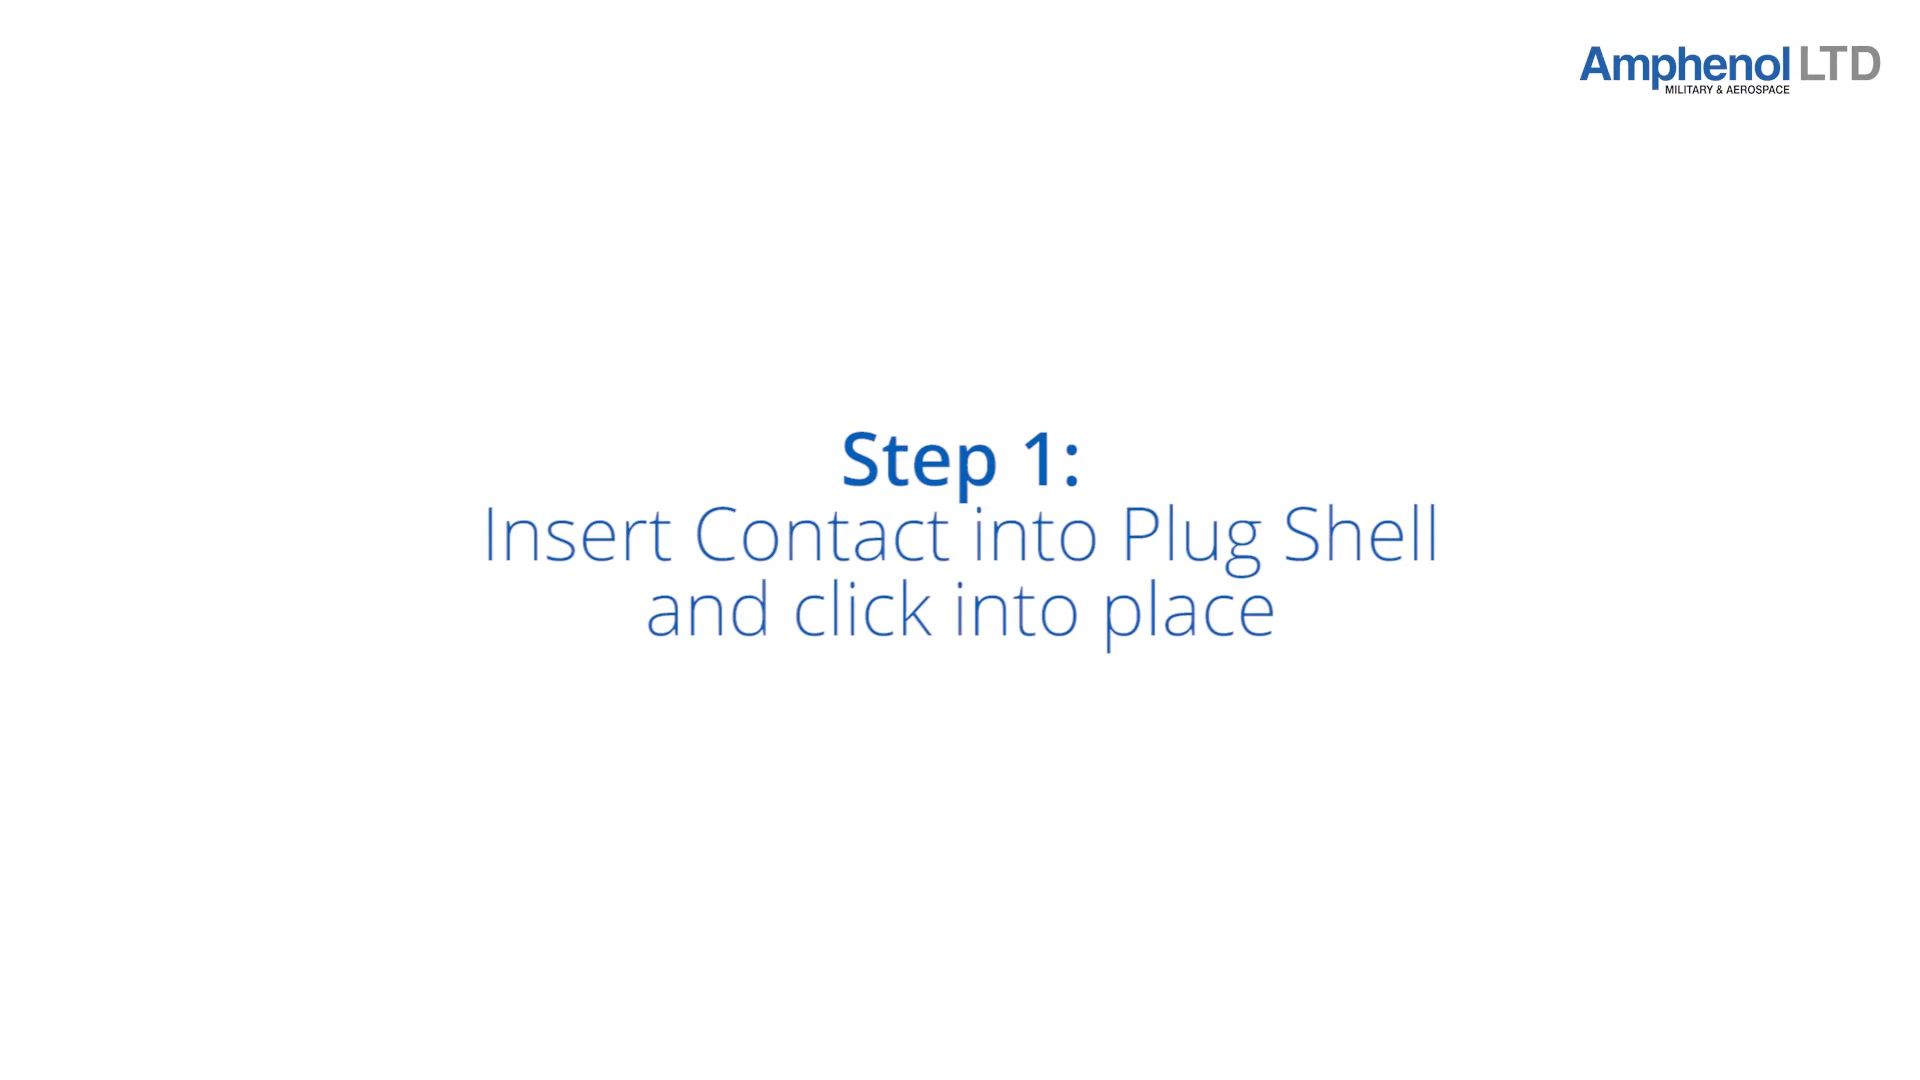 Amphenol LTD
MILITARY & AEROSPACE
Step 1:
Insert Contact into Plug Shell
and click into place